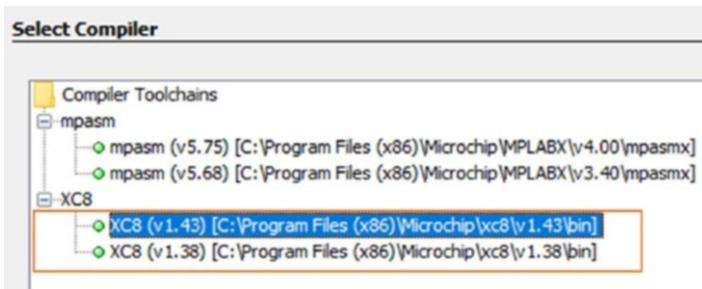 Select Compiler
Compiler Toolchains
mpasm
mpasm (v5.75) [C:\Program Files (x86)\Microchip\MPLABX\v4.00\mpasmx]
mpasm (v5.68) [C:\Program Files (x86)\Microchip\MPLABX\v3.40\mpasmx]
XC8
XC8 (v1.43) [C:\Program Files (x86)\Microchip\xc8\v1.43\bin]
XC8 (v1.38) [C:\Program Files (x86)\Microchip\xc8\v1.38\bin]